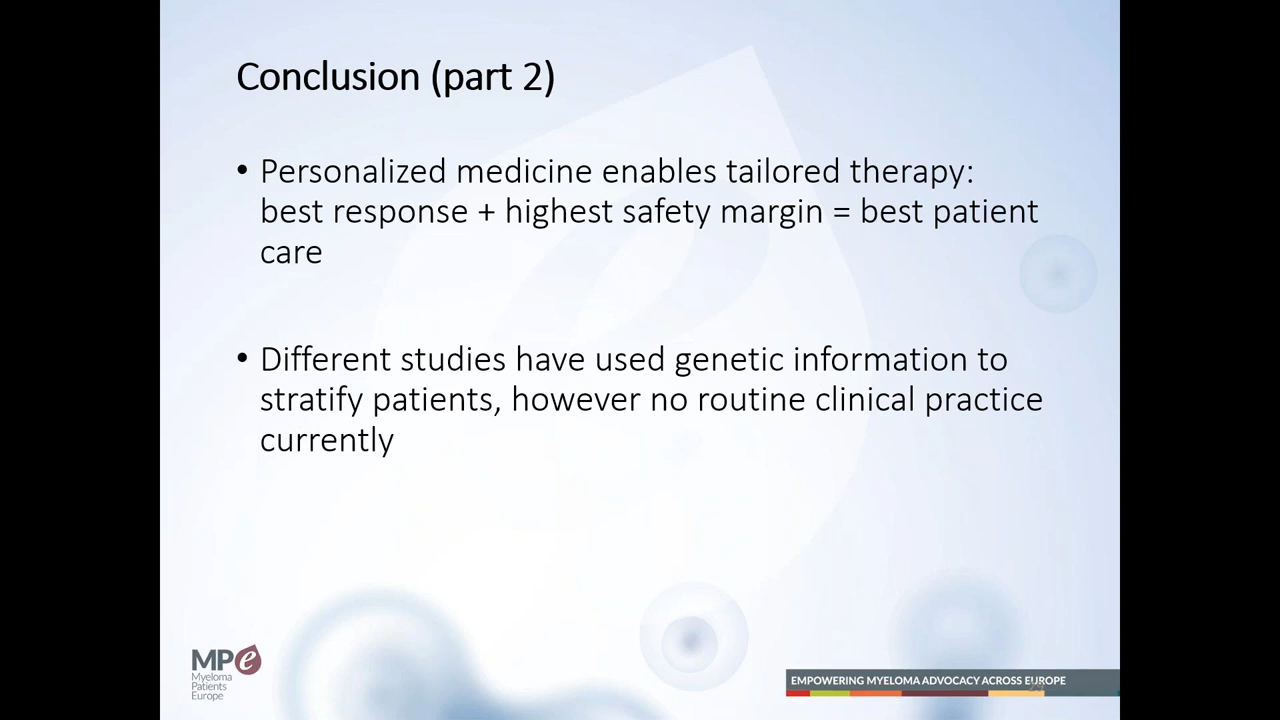 Conclusion (part 2)
• Personalized medicine enables tailored therapy:
best response + highest safety margin = best patient
care
• Different studies have used genetic information to
stratify patients, however no routine clinical practice
currently
MPe
Myeloma
Patients
Europe
EMPOWERING MYELOMA ADVOCACY ACROSS EUROPE